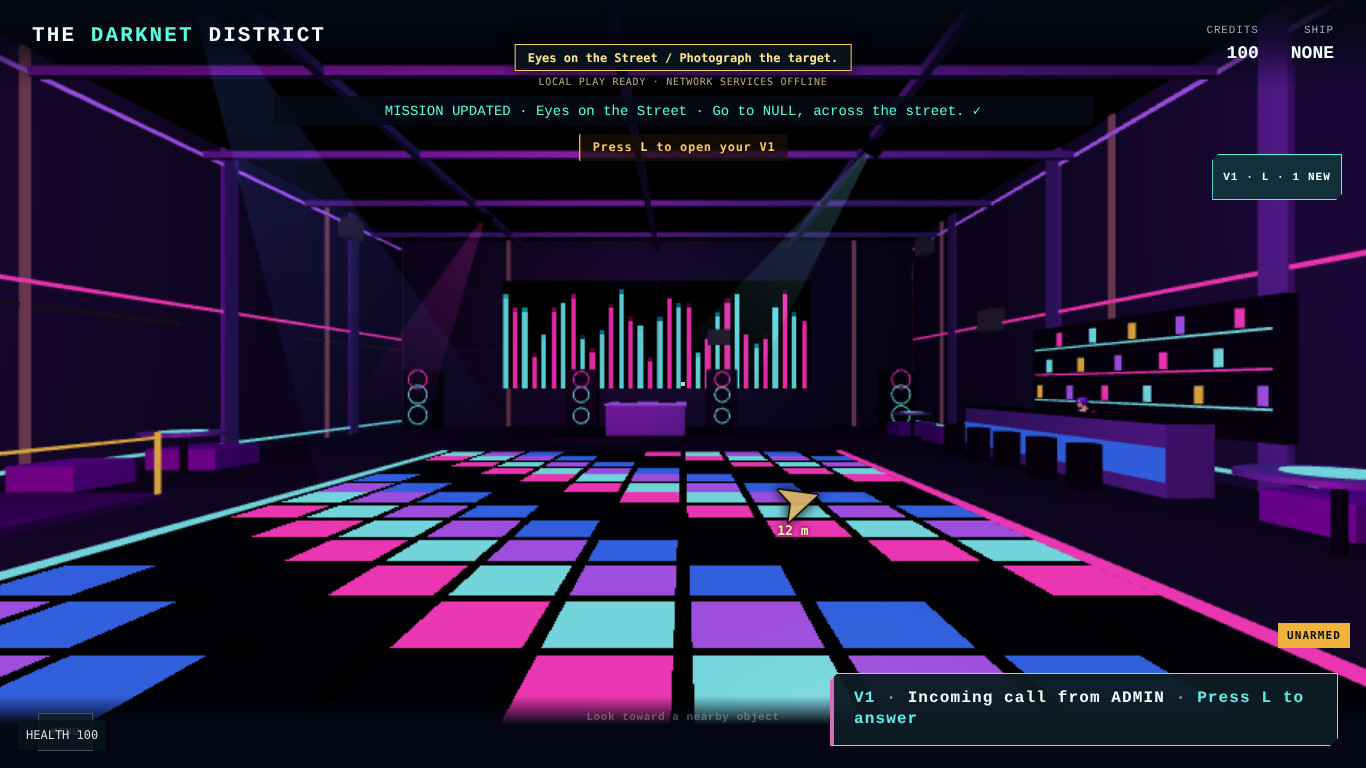 THE DARKNET DISTRICT
CREDITS
100
SHIP
NONE
Eyes on the Street / Photograph the target.
LOCAL PLAY READY · NETWORK SERVICES OFFLINE
MISSION UPDATED · Eyes on the Street · Go to NULL, across the street. ✓
Press L to open your V1
V1 · L · 1 NEW
12 m
UNARMED
V1 · Incoming call from ADMIN · Press L to
answer
Look toward a nearby object
HEALTH 100